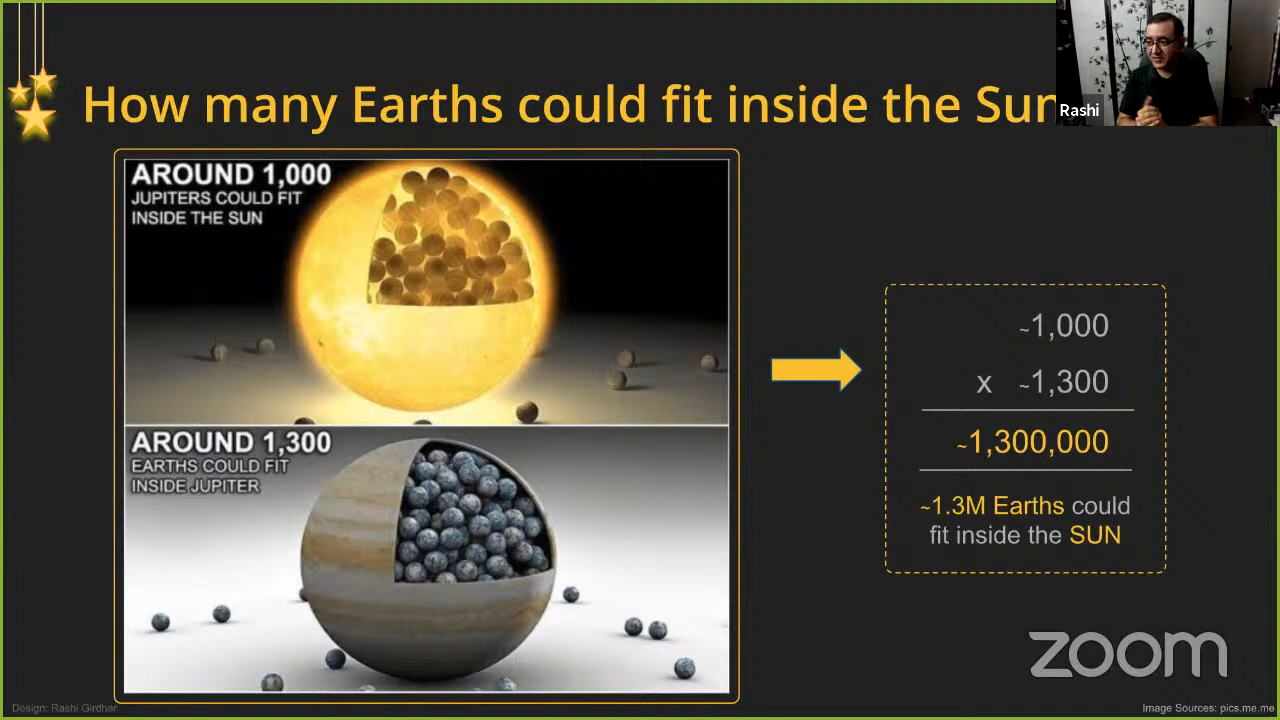 How many Earths could fit inside the Sun
Rashi
AROUND 1,000
JUPITERS COULD FIT
INSIDE THE SUN
AROUND 1,300
EARTHS COULD FIT
INSIDE JUPITER
~1,000
x ~1,300
~1,300,000
~1.3M Earths could
fit inside the SUN
zoom
Design: Rashi Girdhar
Image Sources: pics.me.me